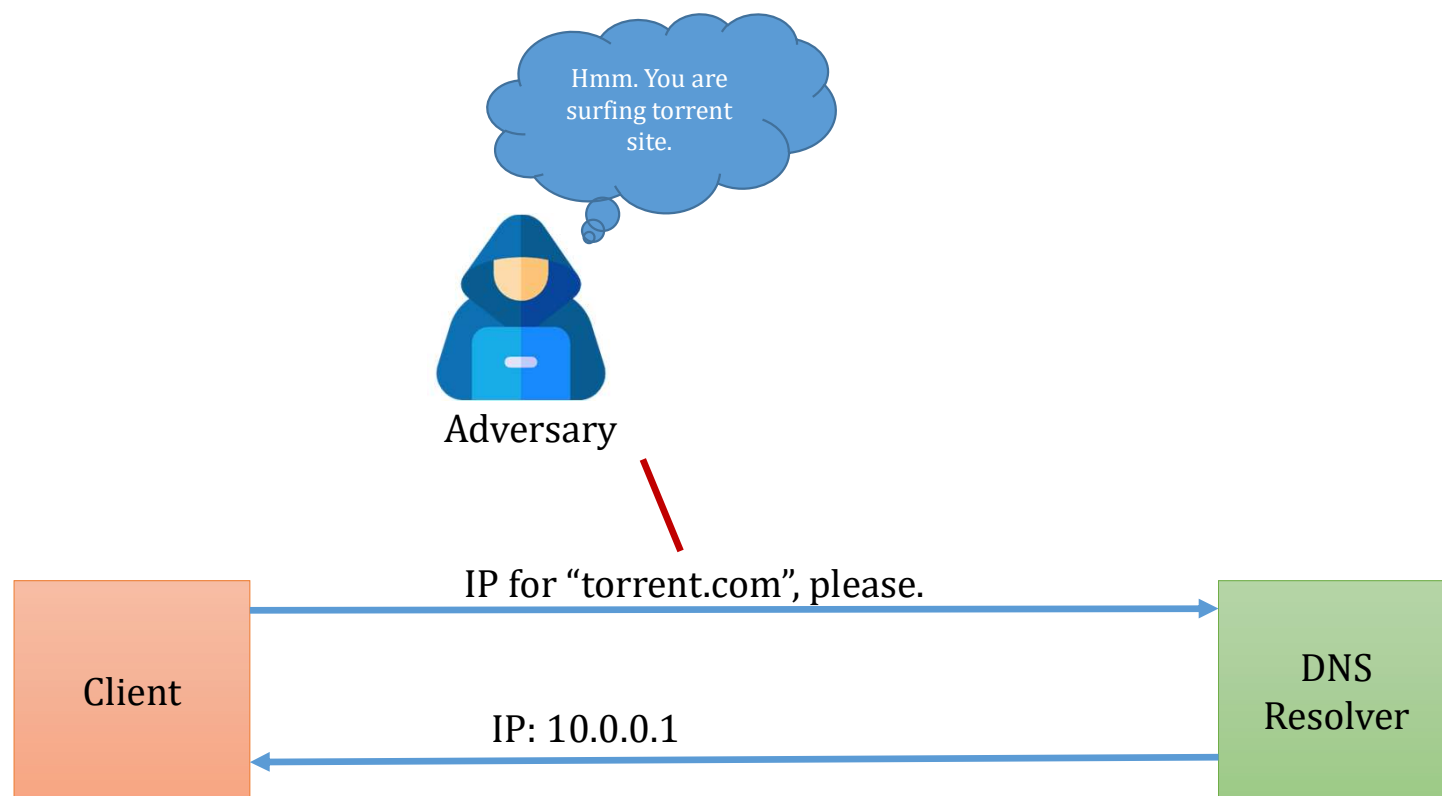 Hmm. You are
surfing torrent
site.
Adversary
IP for “torrent.com”, please.
Client
DNS
Resolver
IP: 10.0.0.1